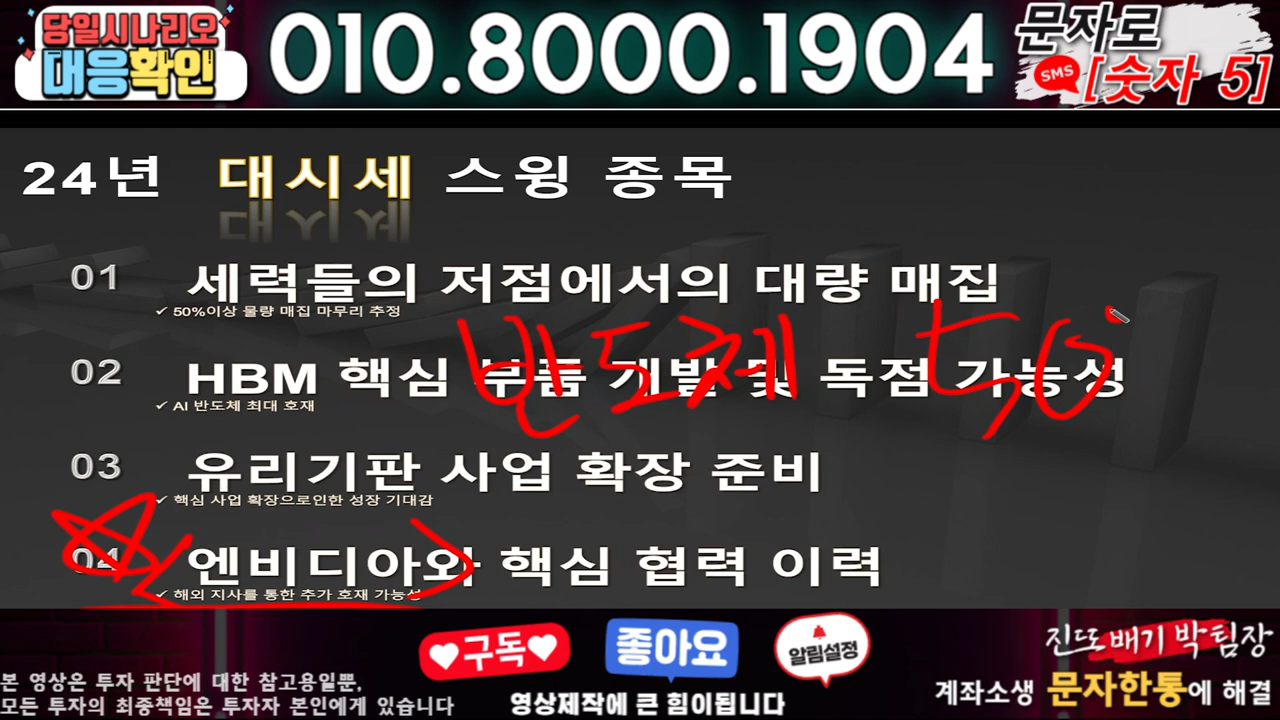 당일시나리오
대응확인
010.8000.1904
문자로
SMS
[숫자 5]
24년 대시세 스윙 종목
01 세력들의 저점에서의 대량 매집
✓ 50%이상 물량 매집 마무리 추정
02 HBM 핵심 부품 개발 및 독점 가능성
✓ AI 반도체 최대 호재
반도체 50
03 유리기판 사업 확장 준비
✓ 핵심 사업 확장으로인한 성장 기대감
04 엔비디아와 핵심 협력 이력
✓ 해외 지사를 통한 추가 호재 가능성
구독
좋아요
알림설정
진또배기 박팀장
본 영상은 투자 판단에 대한 참고용일뿐,
모든 투자의 최종책임은 투자자 본인에게 있습니다
영상제작에 큰 힘이됩니다
계좌소생 문자한통에 해결